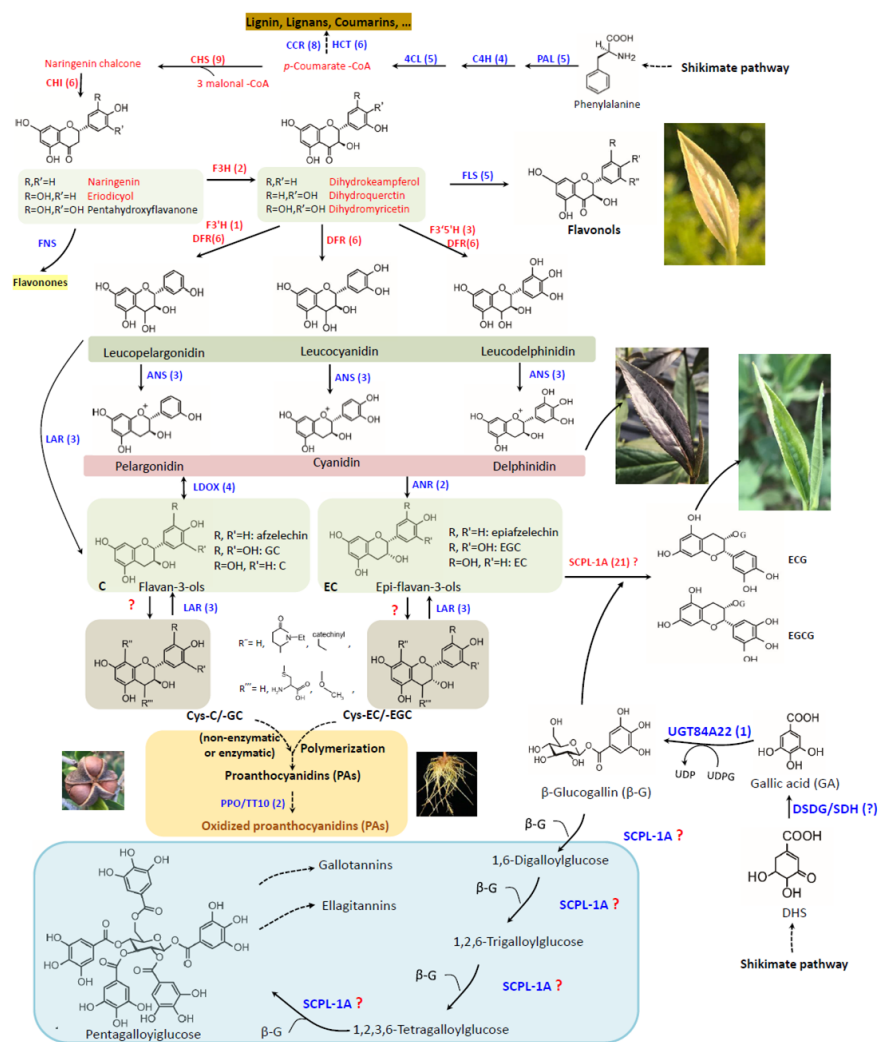 Lignin, Lignans, Coumarins, ...
CCR (8) HCT (6)
Naringenin chalcone
CHS (9)
p-Coumarate -CoA
3 malonal -CoA
4CL (5)
C4H (4)
PAL (5)
COOH
NH2
Phenylalanine
Shikimate pathway
CHI (6)
R,R'=H Naringenin
R=OH,R'=H Eriodicyol
R=OH,R'=OH Pentahydroxyflavanone
F3H (2)
R,R'=H Dihydrokeampferol
R=H,R'=OH Dihydroquerctin
R=OH,R'=OH Dihydromyricetin
FLS (5)
Flavonols
FNS
Flavonones
F3'H (1)
DFR(6)
DFR (6)
F3'5'H (3)
DFR(6)
Leucopelargonidin
Leucocyanidin
Leucodelphinidin
ANS (3)
ANS (3)
ANS (3)
LAR (3)
Pelargonidin
Cyanidin
Delphinidin
LDOX (4)
ANR (2)
R, R'=H: afzelechin
R, R'=OH: GC
R=OH, R'=H: C
C Flavan-3-ols
R, R'=H: epiafzelechin
R, R'=OH: EGC
R=OH, R'=H: EC
EC Epi-flavan-3-ols
SCPL-1A (21) ?
ECG
EGCG
?
LAR (3)
?
LAR (3)
R''= H,
N-Et
catechinyl
R'''= H,
Cys-C/-GC
Cys-EC/-EGC
(non-enzymatic
or enzymatic)
Polymerization
Proanthocyanidins (PAs)
PPO/TT10 (2)
Oxidized proanthocyanidins (PAs)
β-Glucogallin (β-G)
UGT84A22 (1)
UDP
UDPG
Gallic acid (GA)
DSDG/SDH (?)
DHS
Shikimate pathway
β-G
SCPL-1A ?
1,6-Digalloylglucose
β-G
SCPL-1A ?
1,2,6-Trigalloylglucose
β-G
SCPL-1A ?
1,2,3,6-Tetragalloylglucose
SCPL-1A ?
β-G
Pentagalloyiglucose
Gallotannins
Ellagitannins